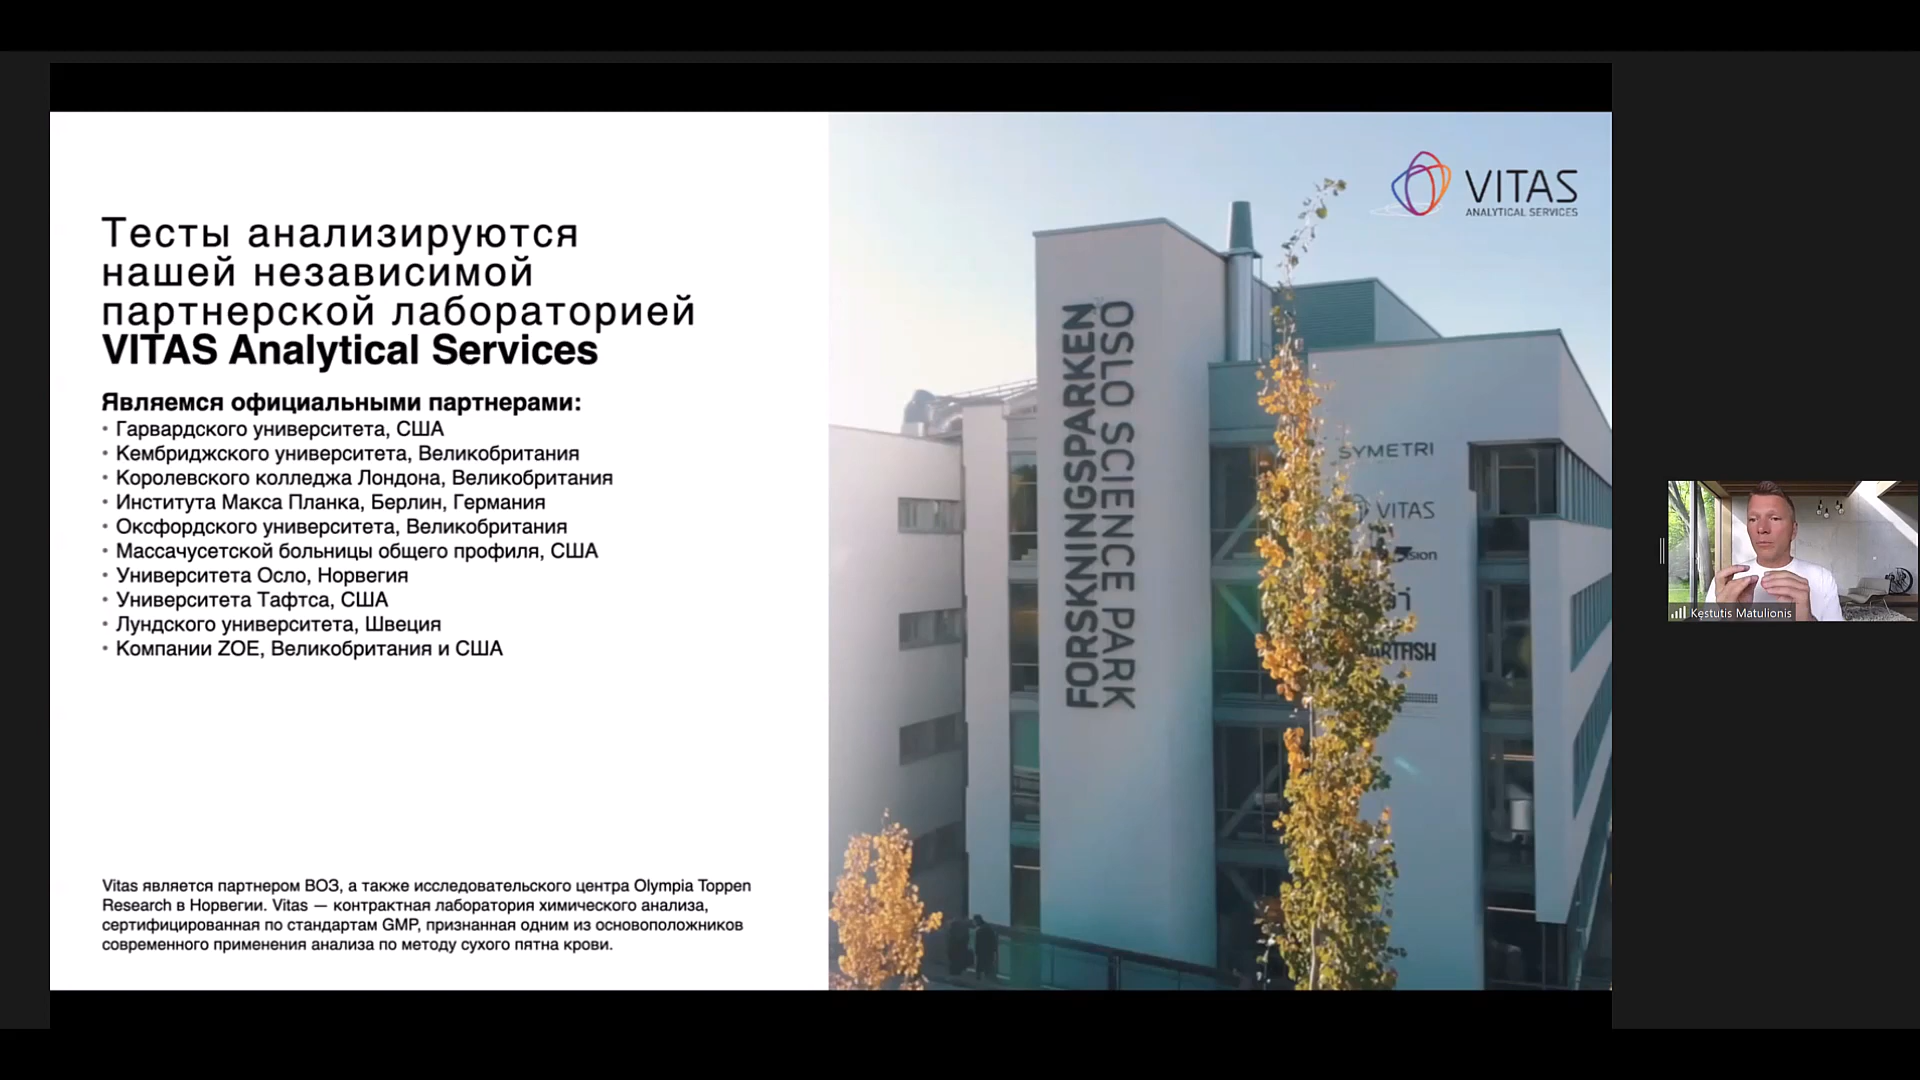 Тесты анализируются
нашей независимой
партнерской лабораторией
VITAS Analytical Services
Являемся официальными партнерами:
• Гарвардского университета, США
• Кембриджского университета, Великобритания
• Королевского колледжа Лондона, Великобритания
• Института Макса Планка, Берлин, Германия
• Оксфордского университета, Великобритания
• Массачусетской больницы общего профиля, США
• Университета Осло, Норвегия
• Университета Тафтса, США
• Лундского университета, Швеция
• Компании ZOE, Великобритания и США
Vitas является партнером ВОЗ, а также исследовательского центра Olympia Toppen
Research в Норвегии. Vitas — контрактная лаборатория химического анализа,
сертифицированная по стандартам GMP, признанная одним из основоположников
современного применения анализа по методу сухого пятна крови.
VITAS
ANALYTICAL SERVICES
FORSKNINGSPARKEN
OSLO SCIENCE PARK
SYMETRI
VITAS
Kęstutis Matulionis